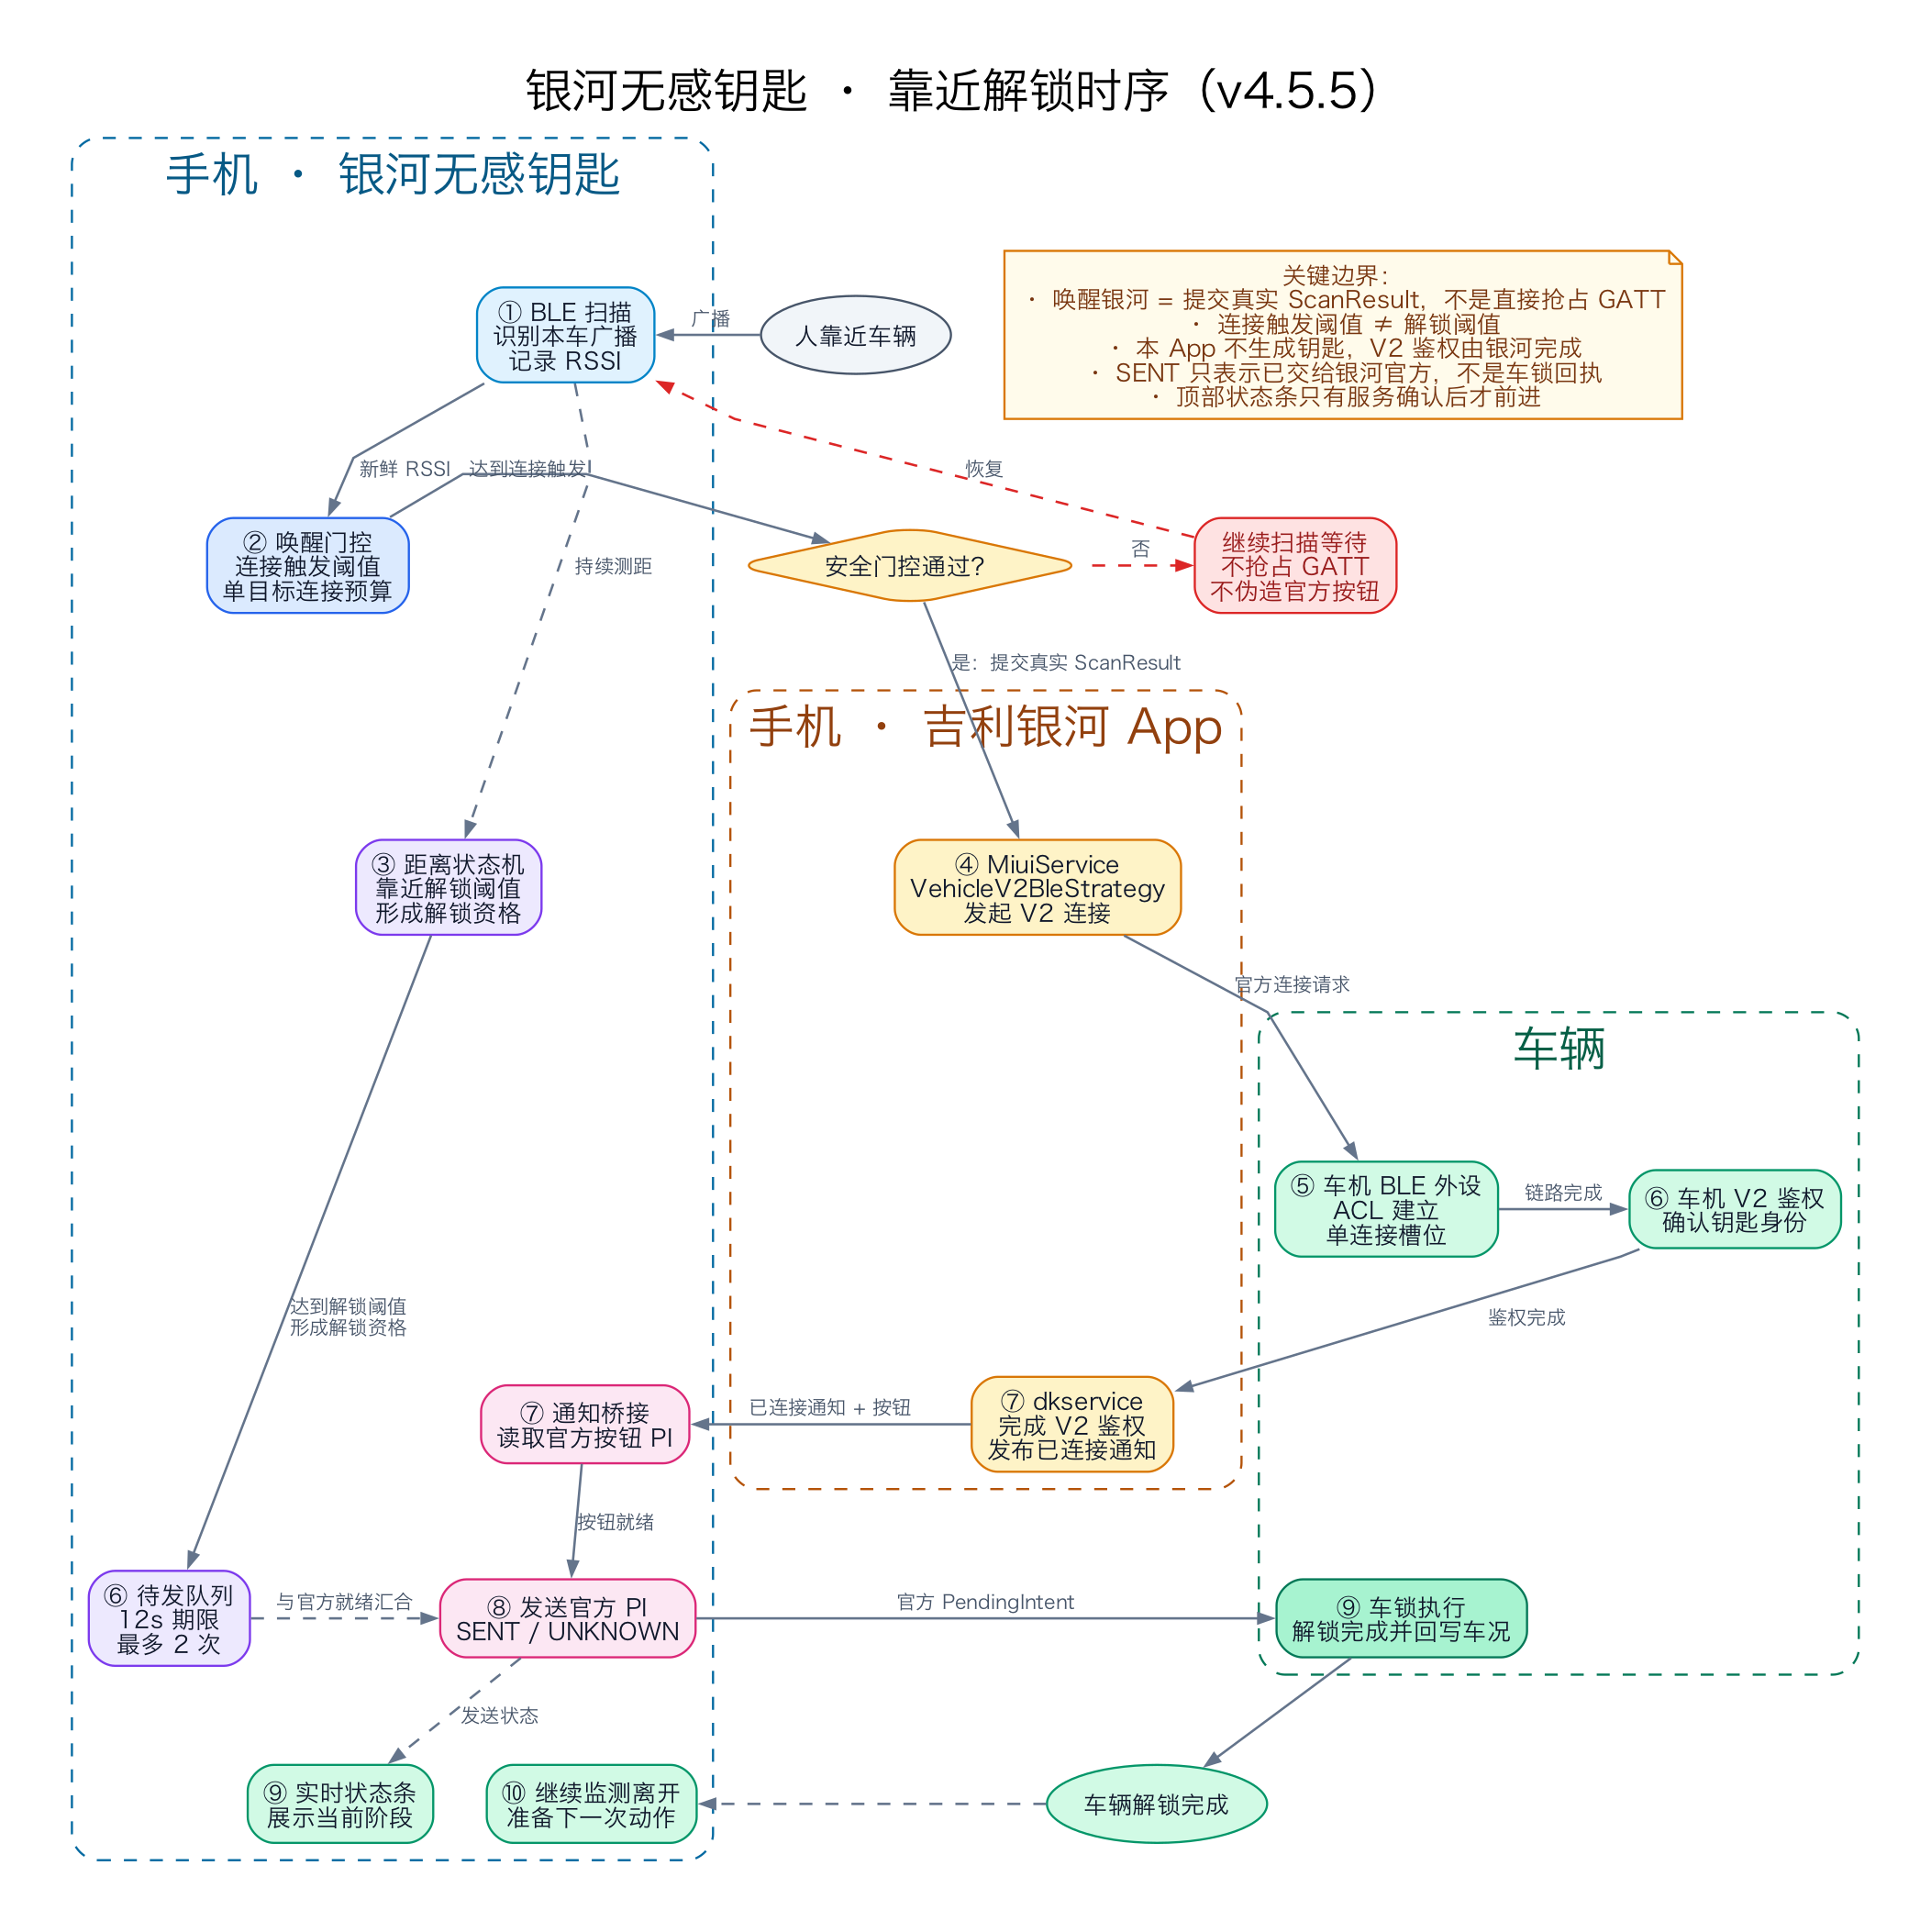 银河无感钥匙 · 靠近解锁时序（v4.5.5）
手机 · 银河无感钥匙
① BLE 扫描
识别本车广播
记录 RSSI
广播
人靠近车辆
关键边界：
· 唤醒银河 = 提交真实 ScanResult，不是直接抢占 GATT
· 连接触发阈值 ≠ 解锁阈值
· 本 App 不生成钥匙，V2 鉴权由银河完成
· SENT 只表示已交给银河官方，不是车锁回执
· 顶部状态条只有服务确认后才前进
新鲜 RSSI
达到连接触发
恢复
② 唤醒门控
连接触发阈值
单目标连接预算
持续测距
安全门控通过?
否
继续扫描等待
不抢占 GATT
不伪造官方按钮
是：提交真实 ScanResult
手机 · 吉利银河 App
③ 距离状态机
靠近解锁阈值
形成解锁资格
④ MiuiService
VehicleV2BleStrategy
发起 V2 连接
官方连接请求
车辆
⑤ 车机 BLE 外设
ACL 建立
单连接槽位
链路完成
⑥ 车机 V2 鉴权
确认钥匙身份
达到解锁阈值
形成解锁资格
鉴权完成
⑦ 通知桥接
读取官方按钮 PI
已连接通知 + 按钮
⑦ dkservice
完成 V2 鉴权
发布已连接通知
按钮就绪
⑥ 待发队列
12s 期限
最多 2 次
与官方就绪汇合
⑧ 发送官方 PI
SENT / UNKNOWN
官方 PendingIntent
⑨ 车锁执行
解锁完成并回写车况
发送状态
⑨ 实时状态条
展示当前阶段
⑩ 继续监测离开
准备下一次动作
车辆解锁完成